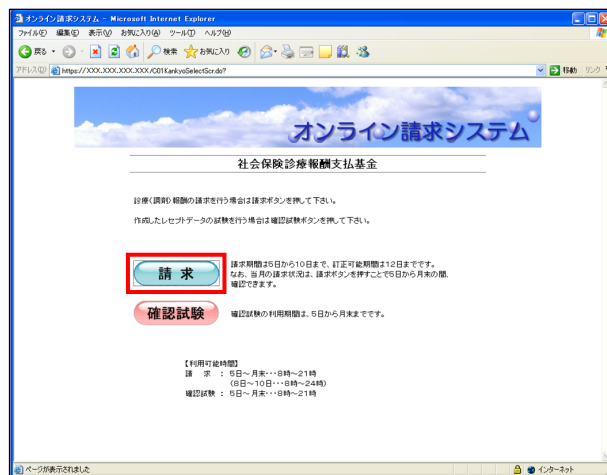 オンライン請求システム - Microsoft Internet Explorer
ファイル(F) 編集(E) 表示(V) お気に入り(A) ツール(T) ヘルプ(H)
戻る 検索 お気に入り
アドレス(D) https://XXX.XXX.XXX.XXX/C01KankyoSelectScr.do? 移動 リンク
オンライン請求システム
社会保険診療報酬支払基金
診療(調剤)報酬の請求を行う場合は請求ボタンを押して下さい。
作成したレセプトデータの試験を行う場合は確認試験ボタンを押して下さい。
請求
請求期間は5日から10日まで、訂正可能期間は12日までです。
なお、当月の請求状況は、請求ボタンを押すことで5日から月末の間、
確認できます。
確認試験
確認試験の利用期間は、5日から月末までです。
【利用可能時間】
請 求 : 5日～月末・・・8時～21時
(8日～10日・・・8時～24時)
確認試験 : 5日～月末・・・8時～21時
ページが表示されました インターネット